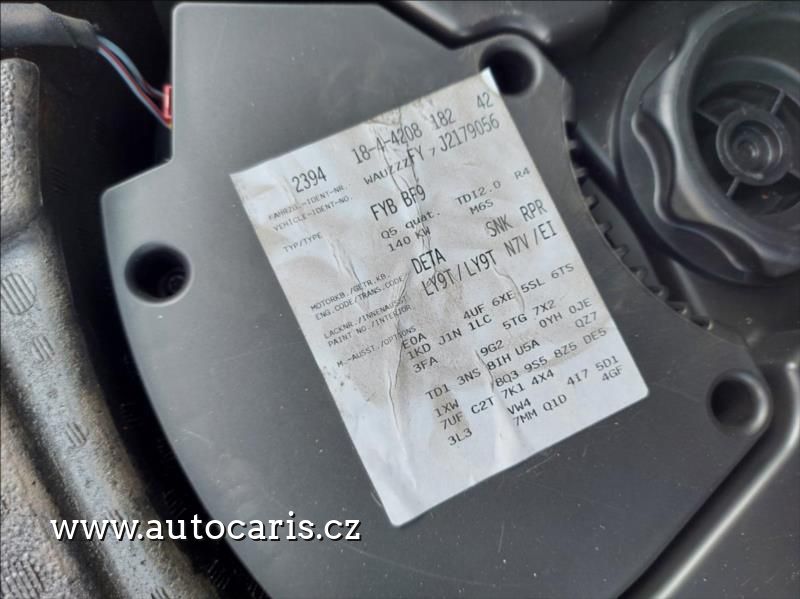 2394 18-4-4208 182 42
FAHRZG.-IDENT-NR.
VEHICLE-IDENT-NO. WAUZZZFY J2179056
TYP/TYPE FYB BF9
Q5 quat. TDI2.0 R4
140 KW M6S
MOTORKB./GETR.KB.
ENG.CODE/TRANS.CODE DETA SNK RPR
LACKNR./INNENAUSST.
PAINT NO./INTERIOR LY9T/LY9T N7V/EI
M.-AUSST./OPTIONS
E0A 4UF 6XE 5SL 6TS
1KD J1N 1LC 5TG 7X2
3FA 9G2 0YH 0JE
TD1 3NS 8IH U5A QZ7
1XW 8Q3 9S5 8Z5 DE5
7UF C2T 7K1 4X4
3L3 VW4 4I7 5D1
7MM Q1D 4GF
www.autocaris.cz